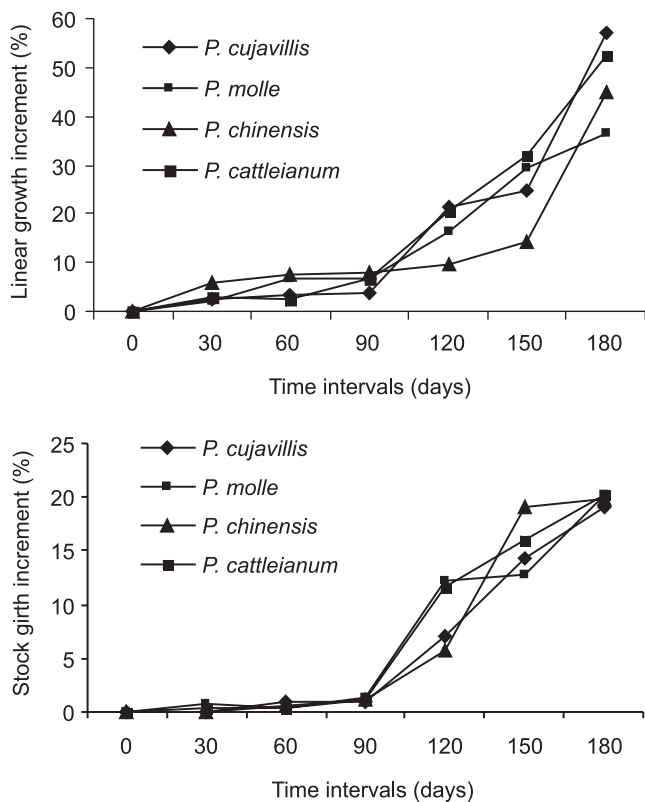 Linear growth increment (%)
60
50
40
30
20
10
0
P. cujavillis
P. molle
P. chinensis
P. cattleianum
0 30 60 90 120 150 180
Time intervals (days)
Stock girth increment (%)
25
20
15
10
5
0
P. cujavillis
P. molle
P. chinensis
P. cattleianum
0 30 60 90 120 150 180
Time intervals (days)